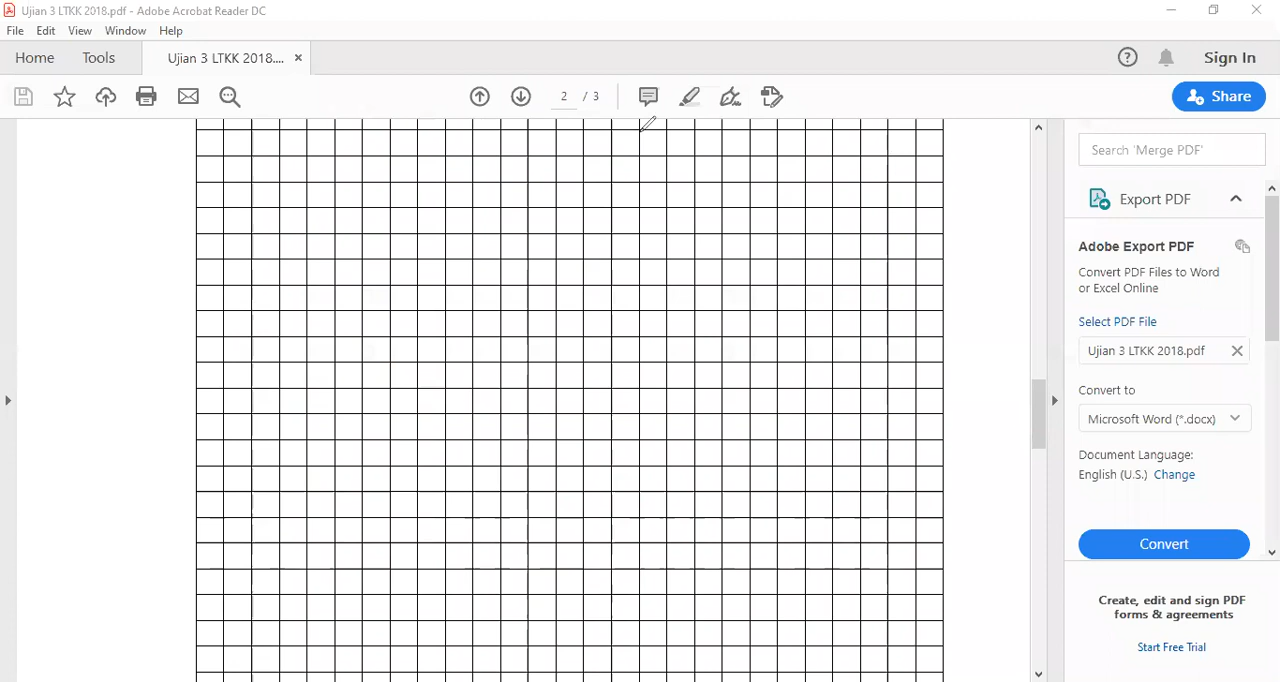 Ujian 3 LTKK 2018.pdf - Adobe Acrobat Reader DC
File Edit View Window Help
Home Tools Ujian 3 LTKK 2018.... × Sign In
2 / 3 Share
Search 'Merge PDF'
Export PDF
Adobe Export PDF
Convert PDF Files to Word
or Excel Online
Select PDF File
Ujian 3 LTKK 2018.pdf
Convert to
Microsoft Word (*.docx)
Document Language:
English (U.S.) Change
Convert
Create, edit and sign PDF
forms & agreements
Start Free Trial